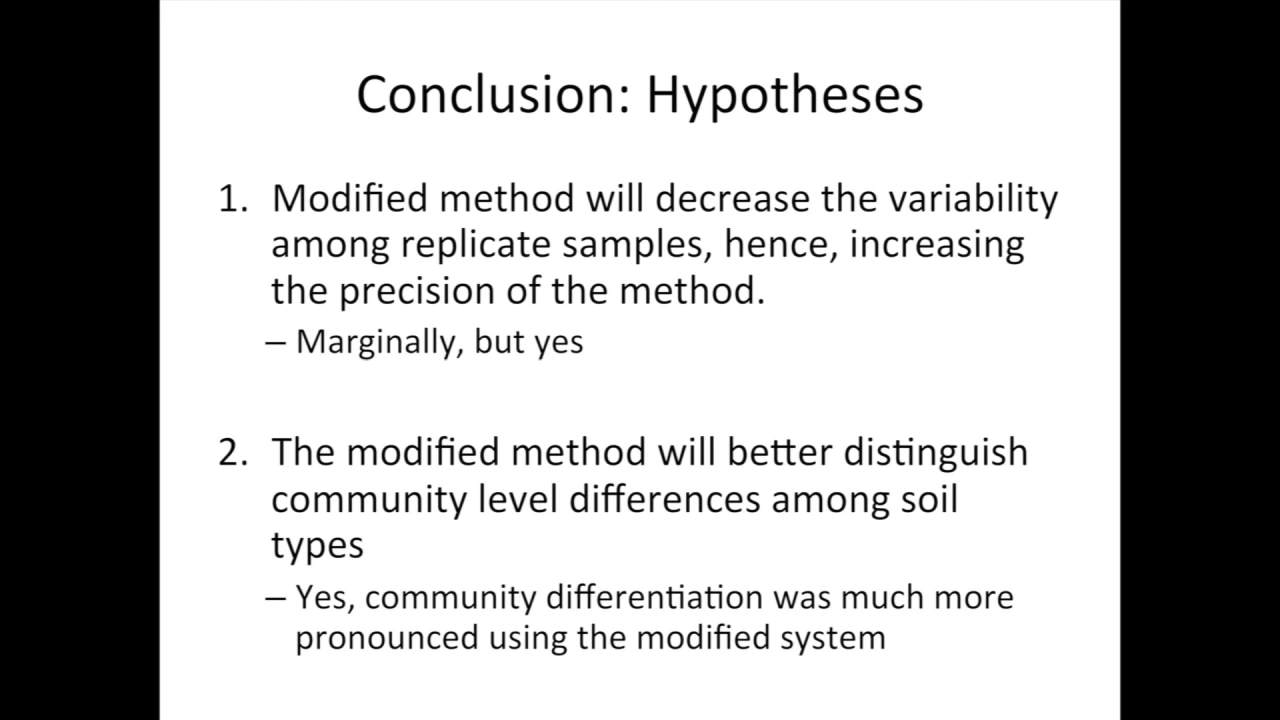 Conclusion: Hypotheses
1. Modified method will decrease the variability
among replicate samples, hence, increasing
the precision of the method.
– Marginally, but yes
2. The modified method will better distinguish
community level differences among soil
types
– Yes, community differentiation was much more
pronounced using the modified system